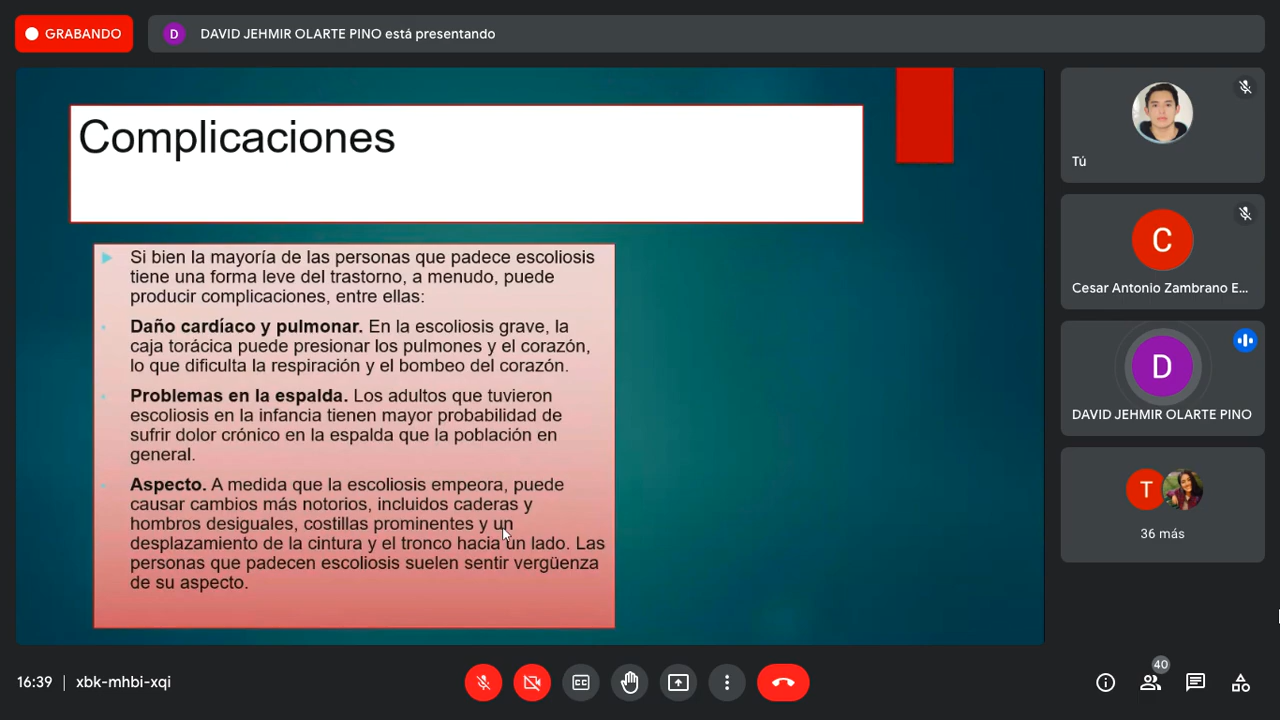 GRABANDO
D
DAVID JEHMIR OLARTE PINO está presentando
Complicaciones
Si bien la mayoría de las personas que padece escoliosis
tiene una forma leve del trastorno, a menudo, puede
producir complicaciones, entre ellas:
Daño cardíaco y pulmonar. En la escoliosis grave, la
caja torácica puede presionar los pulmones y el corazón,
lo que dificulta la respiración y el bombeo del corazón.
Problemas en la espalda. Los adultos que tuvieron
escoliosis en la infancia tienen mayor probabilidad de
sufrir dolor crónico en la espalda que la población en
general.
Aspecto. A medida que la escoliosis empeora, puede
causar cambios más notorios, incluidos caderas y
hombros desiguales, costillas prominentes y un
desplazamiento de la cintura y el tronco hacia un lado. Las
personas que padecen escoliosis suelen sentir vergüenza
de su aspecto.
Tú
C
Cesar Antonio Zambrano E...
D
DAVID JEHMIR OLARTE PINO
T
36 más
16:39 | xbk-mhbi-xqi
CC
40